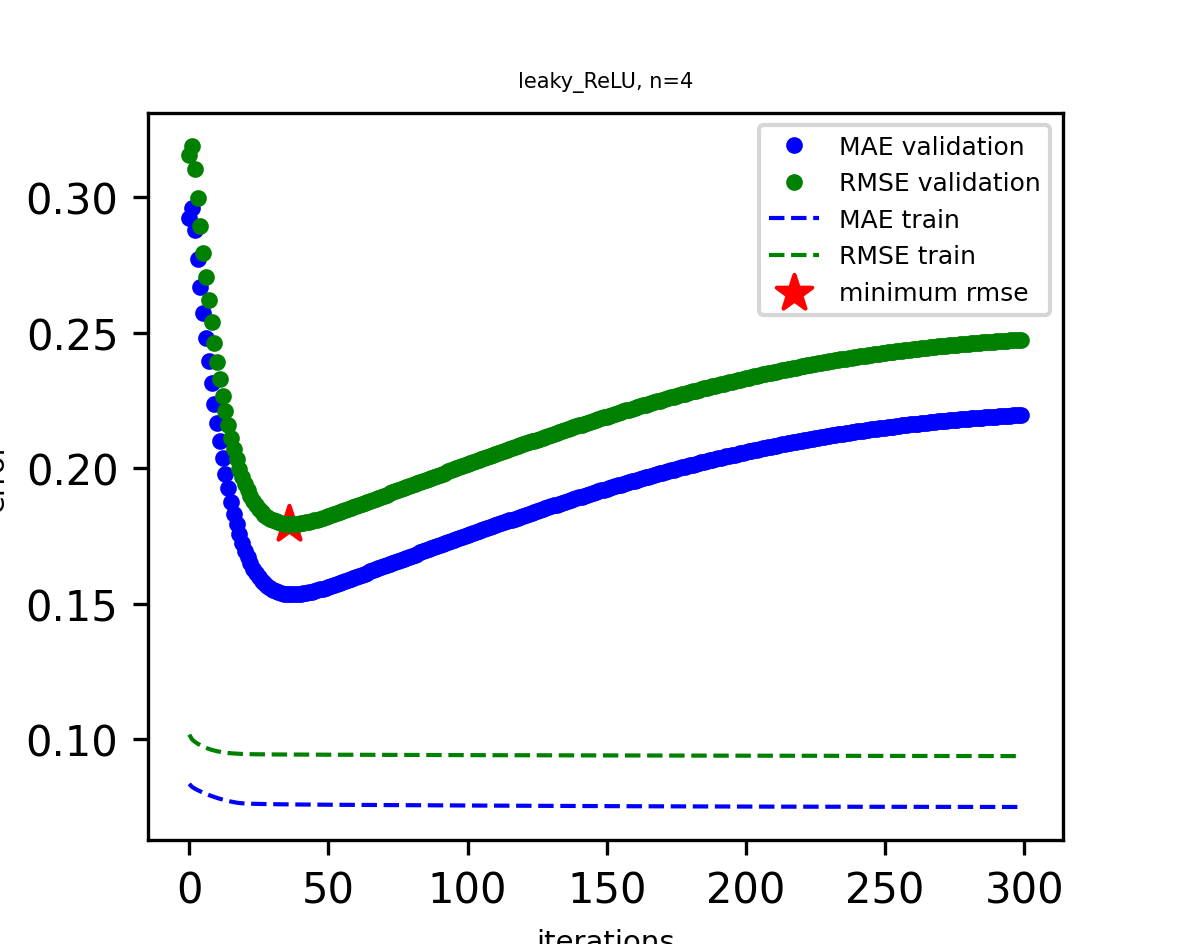 leaky_ReLU, n=4
MAE validation
RMSE validation
MAE train
RMSE train
minimum rmse
0.30
0.25
0.20
0.15
0.10
0 50 100 150 200 250 300
iterations